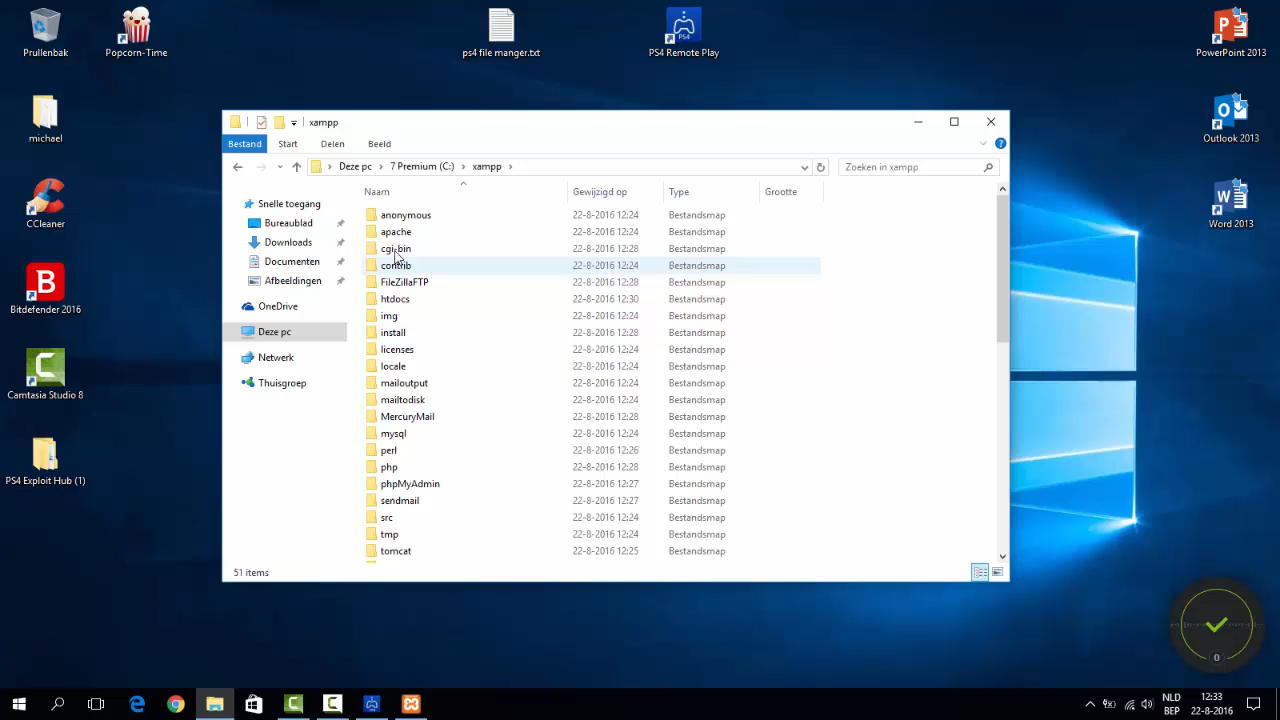 Prullenbak
Popcorn-Time
ps4 file manger.txt
PS4
PS4 Remote Play
PowerPoint 2013
michael
Outlook 2013
CCleaner
Word 2013
Bitdefender 2016
Camtasia Studio 8
PS4 Exploit Hub (1)
xampp
Bestand Start Delen Beeld
Deze pc 7 Premium (C:) xampp
Zoeken in xampp
Snelle toegang
Bureaublad
Downloads
Documenten
Afbeeldingen
OneDrive
Deze pc
Netwerk
Thuisgroep
Naam Gewijzigd op Type Grootte
anonymous 22-8-2016 12:24 Bestandsmap
apache 22-8-2016 12:24 Bestandsmap
cgi-bin 22-8-2016 12:28 Bestandsmap
contrib 22-8-2016 12:24 Bestandsmap
FileZillaFTP 22-8-2016 12:28 Bestandsmap
htdocs 22-8-2016 12:30 Bestandsmap
img 22-8-2016 12:24 Bestandsmap
install 22-8-2016 12:28 Bestandsmap
licenses 22-8-2016 12:24 Bestandsmap
locale 22-8-2016 12:24 Bestandsmap
mailoutput 22-8-2016 12:24 Bestandsmap
mailtodisk 22-8-2016 12:24 Bestandsmap
MercuryMail 22-8-2016 12:28 Bestandsmap
mysql 22-8-2016 12:24 Bestandsmap
perl 22-8-2016 12:26 Bestandsmap
php 22-8-2016 12:28 Bestandsmap
phpMyAdmin 22-8-2016 12:27 Bestandsmap
sendmail 22-8-2016 12:27 Bestandsmap
src 22-8-2016 12:24 Bestandsmap
tmp 22-8-2016 12:24 Bestandsmap
tomcat 22-8-2016 12:25 Bestandsmap
51 items
0
NLD
BEP
12:33
22-8-2016